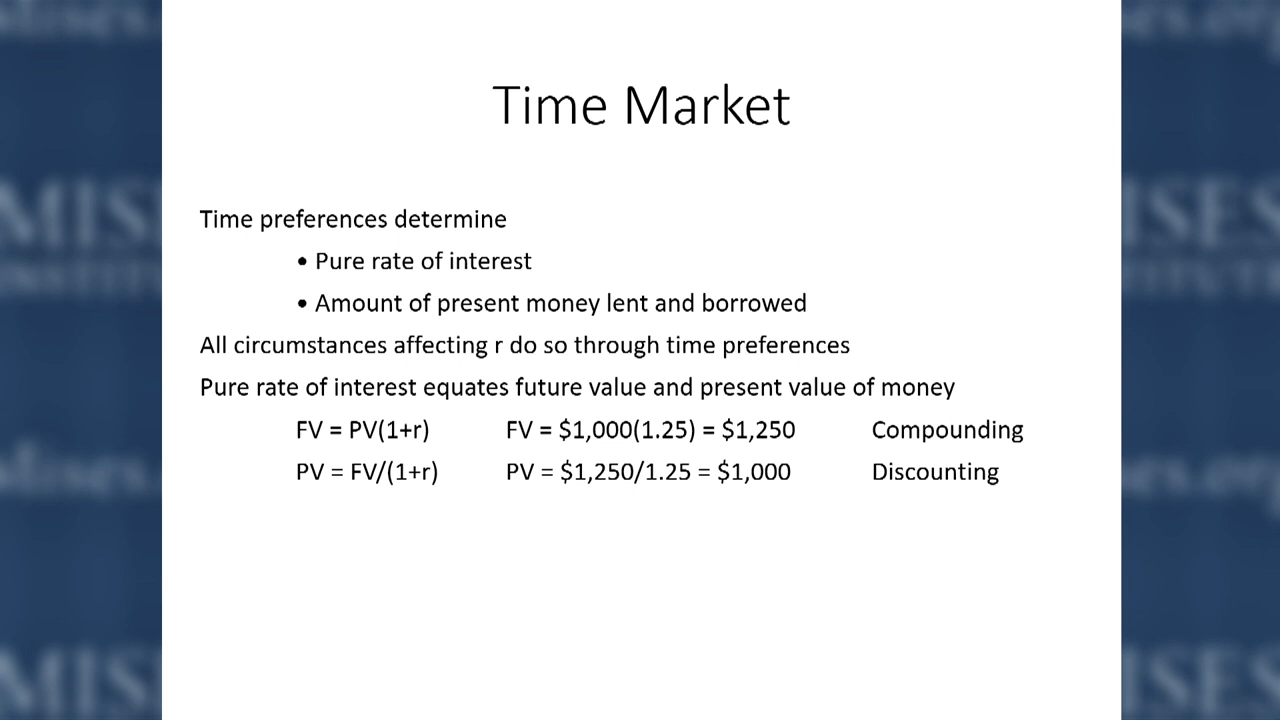 Time Market
Time preferences determine
• Pure rate of interest
• Amount of present money lent and borrowed
All circumstances affecting r do so through time preferences
Pure rate of interest equates future value and present value of money
FV = PV(1+r) FV = $1,000(1.25) = $1,250 Compounding
PV = FV/(1+r) PV = $1,250/1.25 = $1,000 Discounting